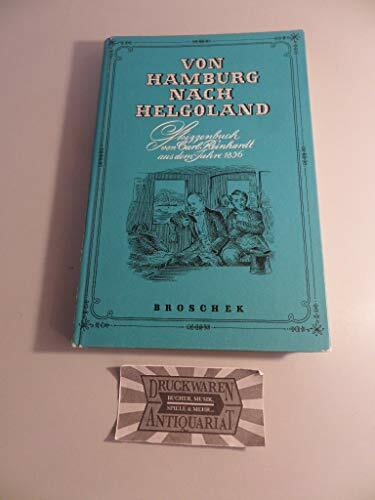 VON
HAMBURG
NACH
HELGOLAND
Skizzenbuch
von Carl Reinhardt
aus dem Jahre 1856
BROSCHEK
DRUCKWAREN
BÜCHER, MUSIK,
SPIELE & MEHR...
ANTIQUARIAT